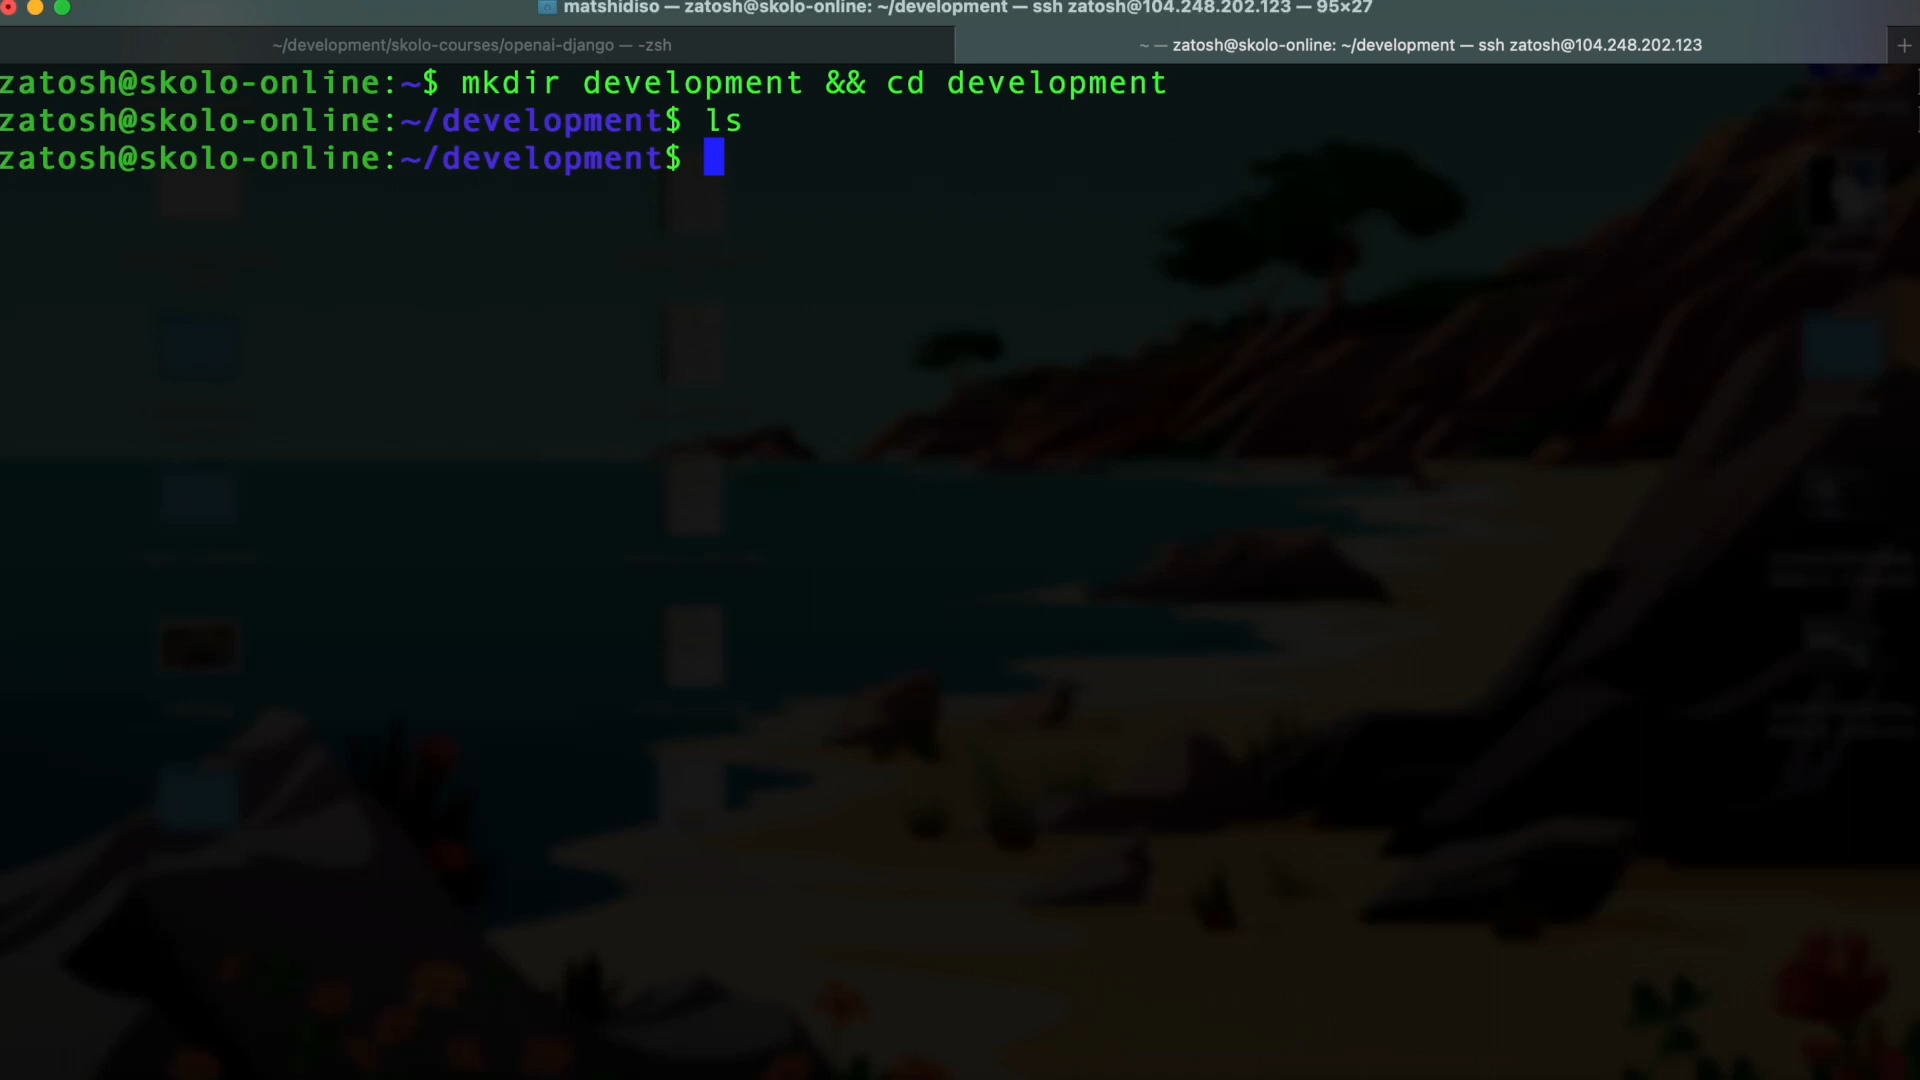 matshidiso — zatosh@skolo-online: ~/development — ssh zatosh@104.248.202.123 — 95×27
~/development/skolo-courses/openai-django — -zsh
~ — zatosh@skolo-online: ~/development — ssh zatosh@104.248.202.123
zatosh@skolo-online:~$ mkdir development && cd development
zatosh@skolo-online:~/development$ ls
zatosh@skolo-online:~/development$